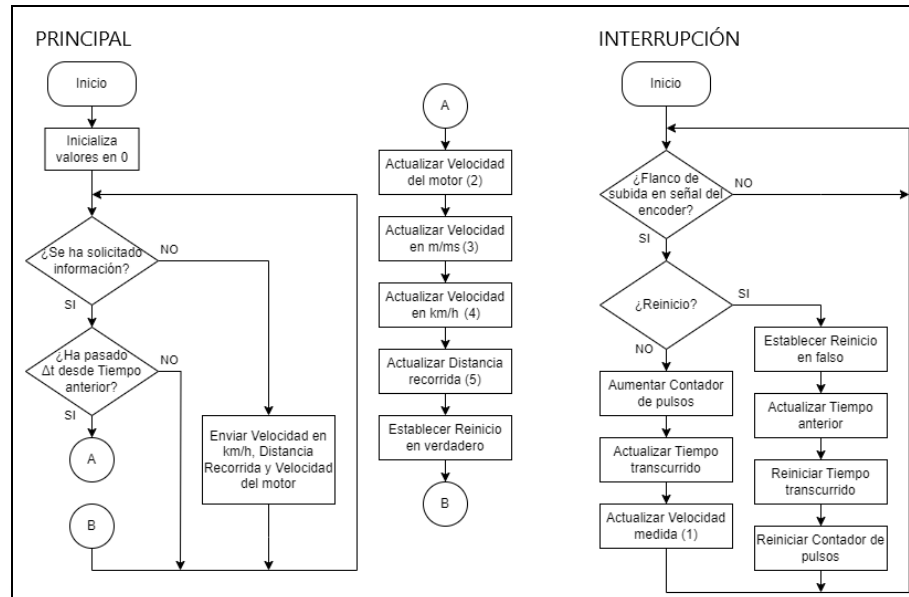 PRINCIPAL
Inicio
Inicializa
valores en 0
¿Se ha solicitado
información?
NO
SI
¿Ha pasado
Δt desde Tiempo
anterior?
NO
SI
A
B
Enviar Velocidad en
km/h, Distancia
Recorrida y Velocidad
del motor
A
Actualizar Velocidad
del motor (2)
Actualizar Velocidad
en m/ms (3)
Actualizar Velocidad
en km/h (4)
Actualizar Distancia
recorrida (5)
Establecer Reinicio
en verdadero
B
INTERRUPCIÓN
Inicio
¿Flanco de
subida en señal del
encoder?
NO
SI
¿Reinicio?
SI
NO
Aumentar Contador
de pulsos
Actualizar Tiempo
transcurrido
Actualizar Velocidad
media (1)
Establecer Reinicio
en falso
Actualizar Tiempo
anterior
Reiniciar Tiempo
transcurrido
Reiniciar Contador de
pulsos